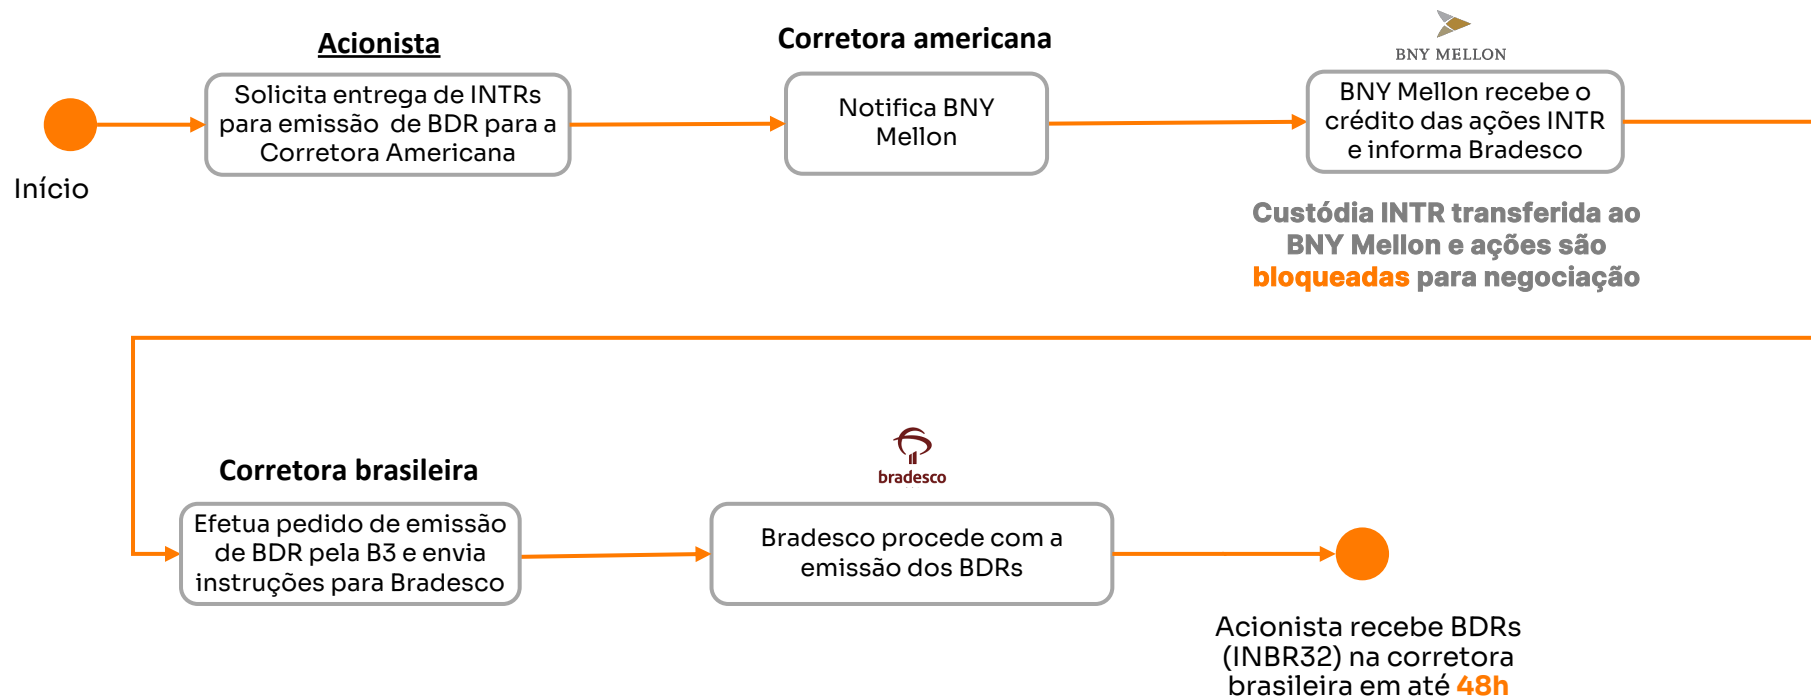 Acionista
Solicita entrega de INTRs
para emissão de BDR para a
Corretora Americana
Início
Corretora americana
Notifica BNY
Mellon
BNY MELLON
BNY Mellon recebe o
crédito das ações INTR
e informa Bradesco
Custódia INTR transferida ao
BNY Mellon e ações são
bloqueadas para negociação
Corretora brasileira
Efetua pedido de emissão
de BDR pela B3 e envia
instruções para Bradesco
bradesco
Bradesco procede com a
emissão dos BDRs
Acionista recebe BDRs
(INBR32) na corretora
brasileira em até 48h